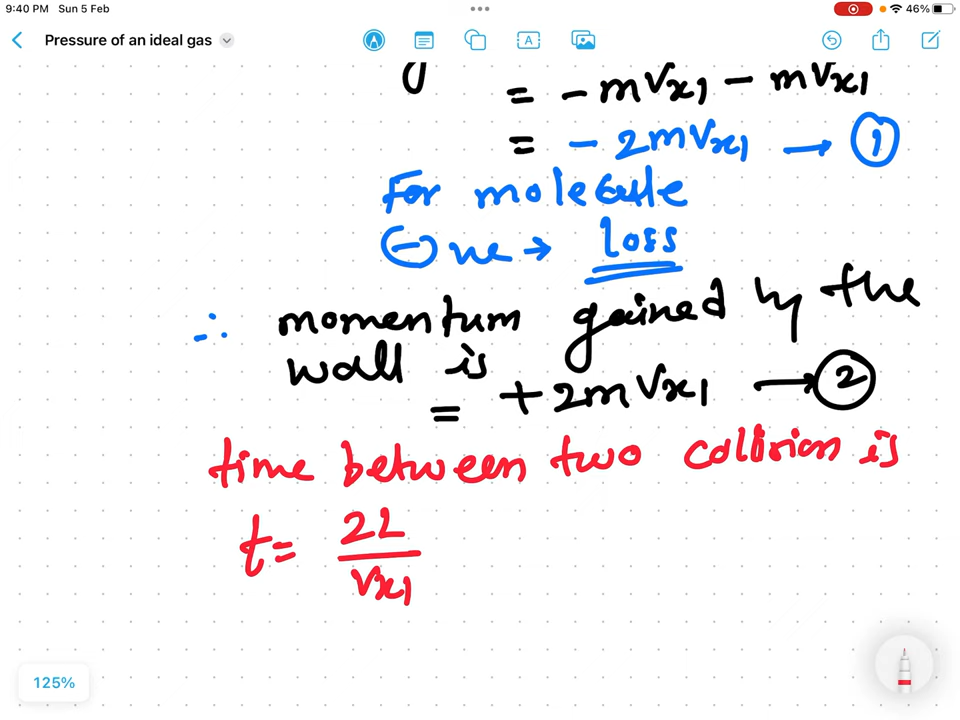 9:40 PM Sun 5 Feb
46%
Pressure of an ideal gas
= - mvx1 - mvx1
= - 2mvx1 → ①
For molecule
One → loss
∴ momentum gained by the
wall is
= + 2mvx1 → ②
time between two collision is
t = 2l / vx1
125%